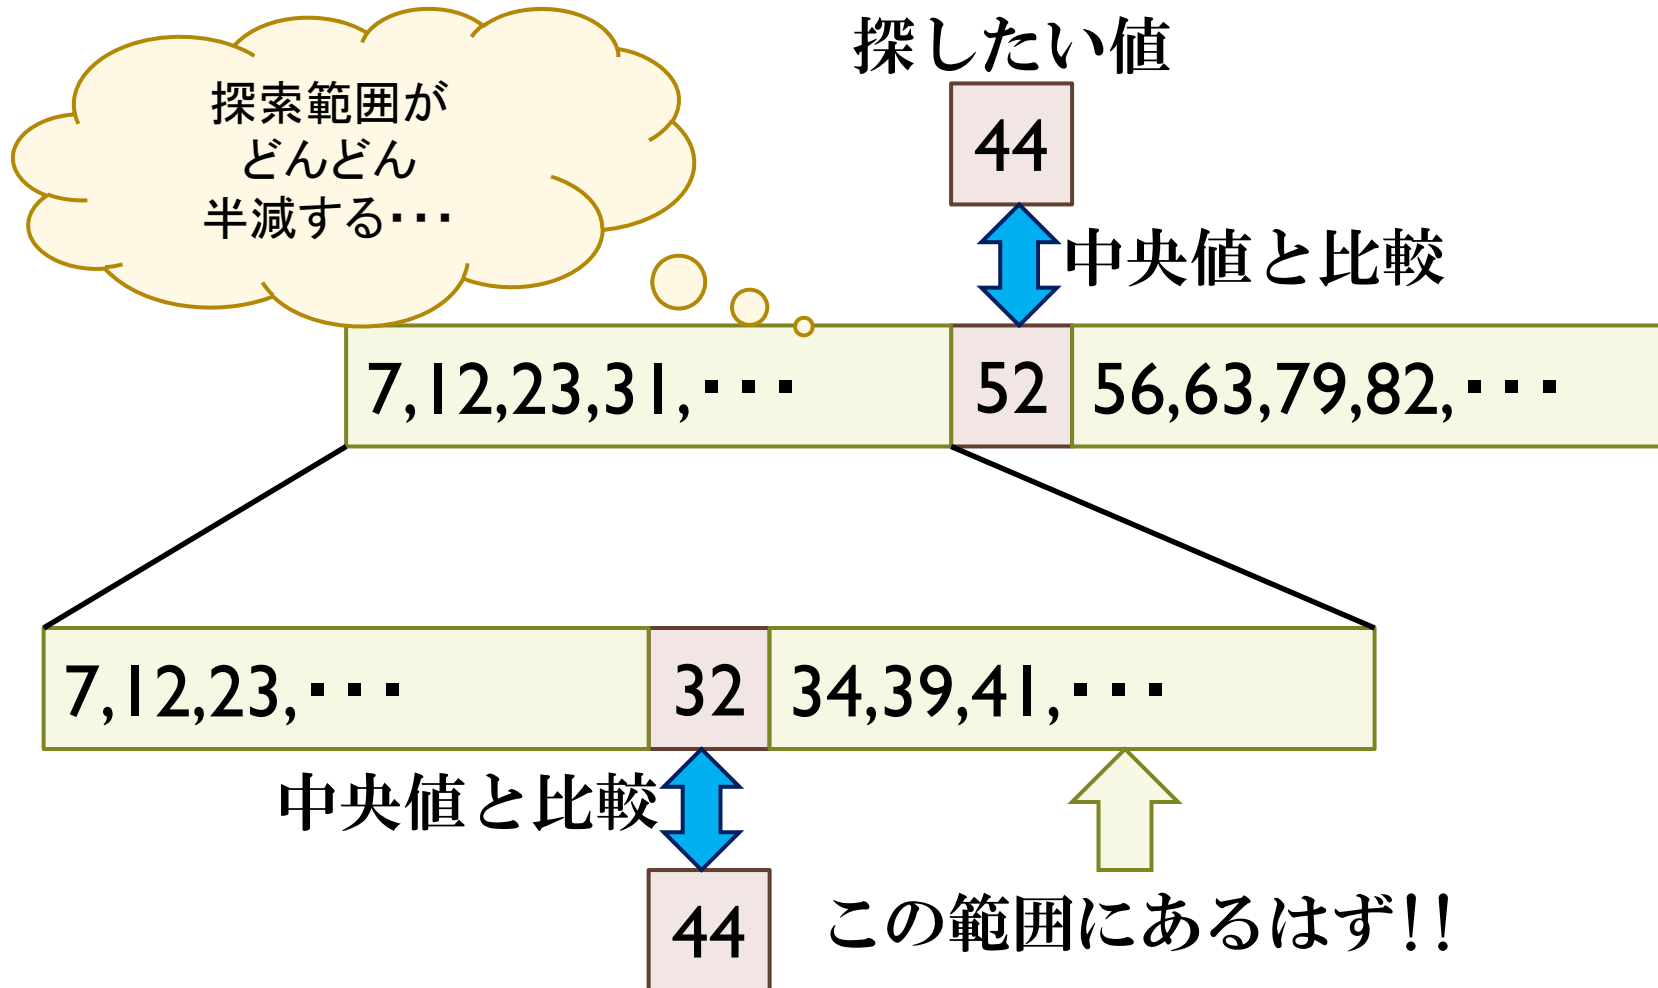 探索範囲が
どんどん
半減する・・・
探したい値
44
中央値と比較
7,12,23,31,・・・
52
56,63,79,82,・・・
7,12,23,・・・
32
34,39,41,・・・
中央値と比較
44
この範囲にあるはず!!